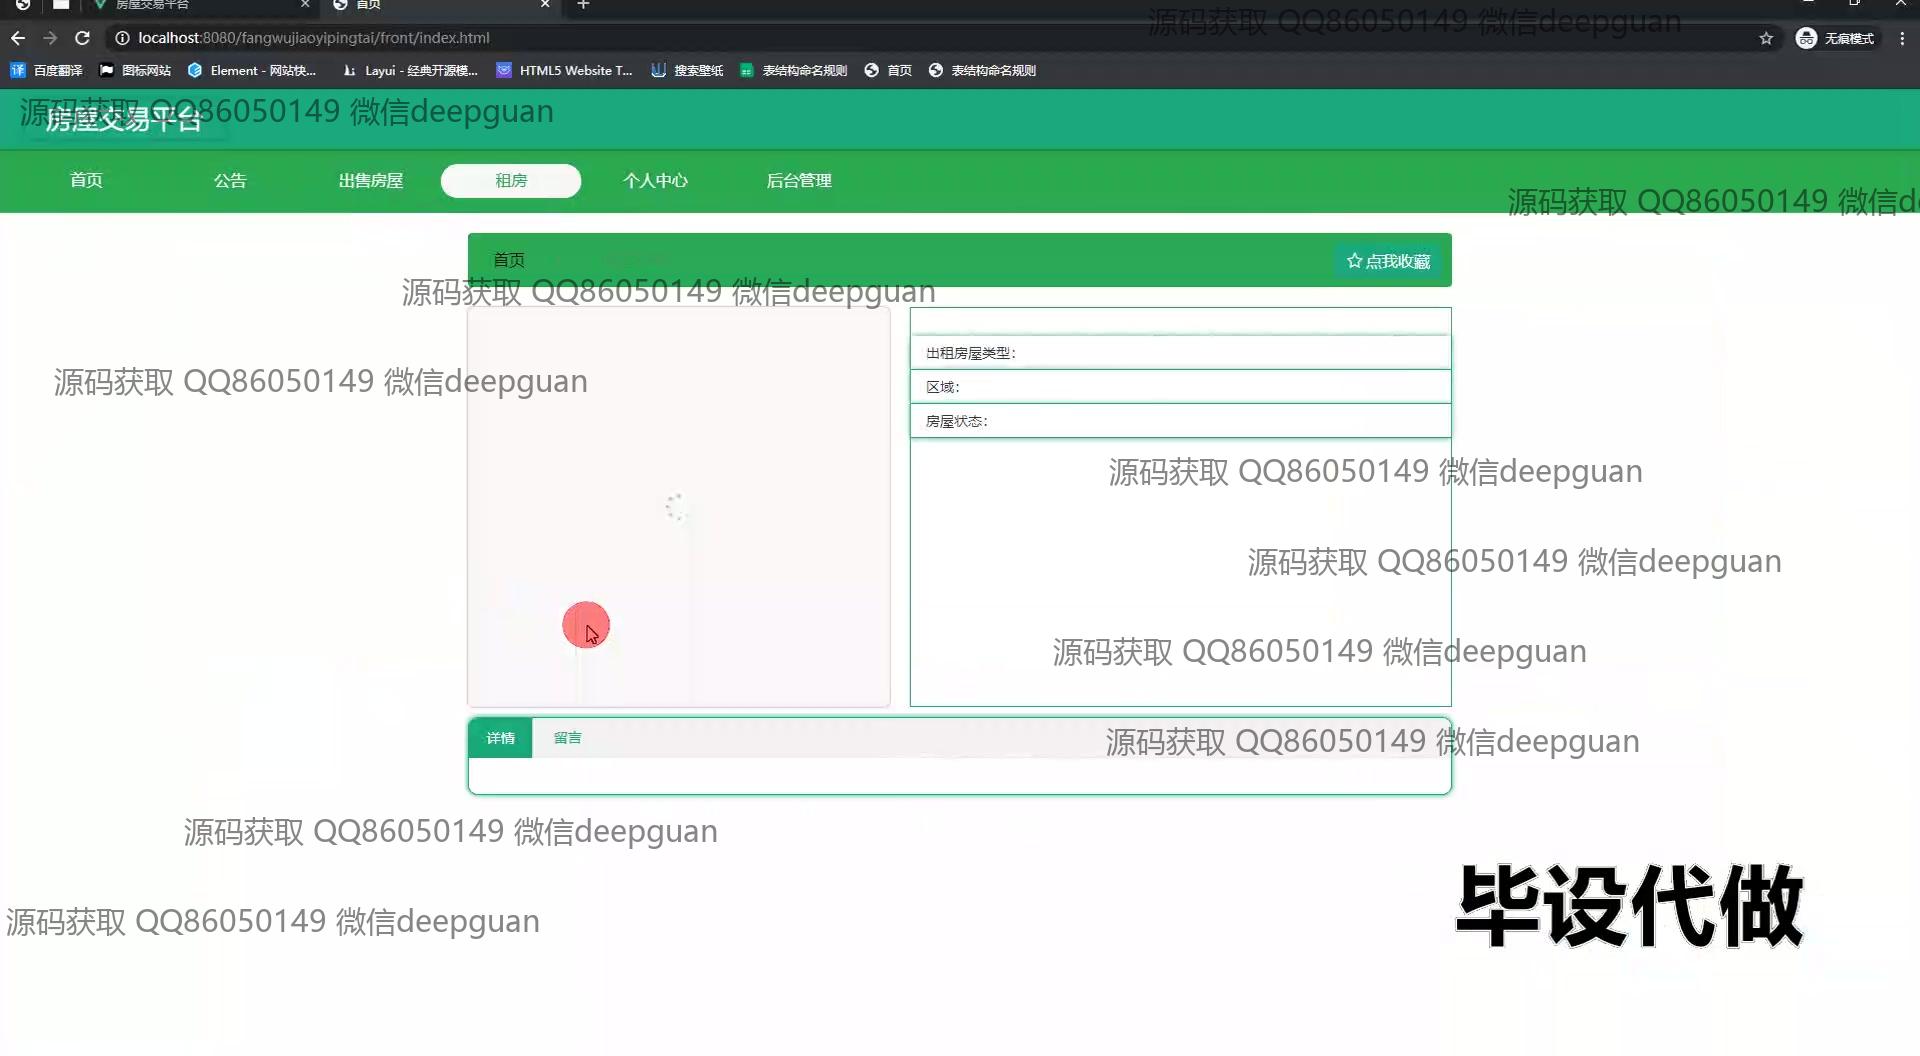 房屋交易平台
首页
源码获取 QQ86050149 微信deepguan
localhost:8080/fangwujiaoyipingtai/front/index.html
无痕模式
百度翻译 图标网站 Element - 网站快... Layui - 经典开源模... HTML5 Website T... 搜索壁纸 表结构命名规则 首页 表结构命名规则
源码获取 QQ86050149 微信deepguan
房屋交易平台
首页 公告 出售房屋 租房 个人中心 后台管理
源码获取 QQ86050149 微信d
首页
点我收藏
源码获取 QQ86050149 微信deepguan
出租房屋类型：
源码获取 QQ86050149 微信deepguan
区域：
房屋状态：
源码获取 QQ86050149 微信deepguan
源码获取 QQ86050149 微信deepguan
源码获取 QQ86050149 微信deepguan
详情 留言
源码获取 QQ86050149 微信deepguan
源码获取 QQ86050149 微信deepguan
毕设代做
源码获取 QQ86050149 微信deepguan